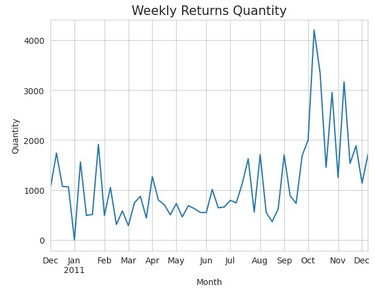 Weekly Returns Quantity
4000
3000
2000
1000
0
Quantity
Dec Jan Feb Mar Apr May Jun Jul Aug Sep Oct Nov Dec
2011
Month